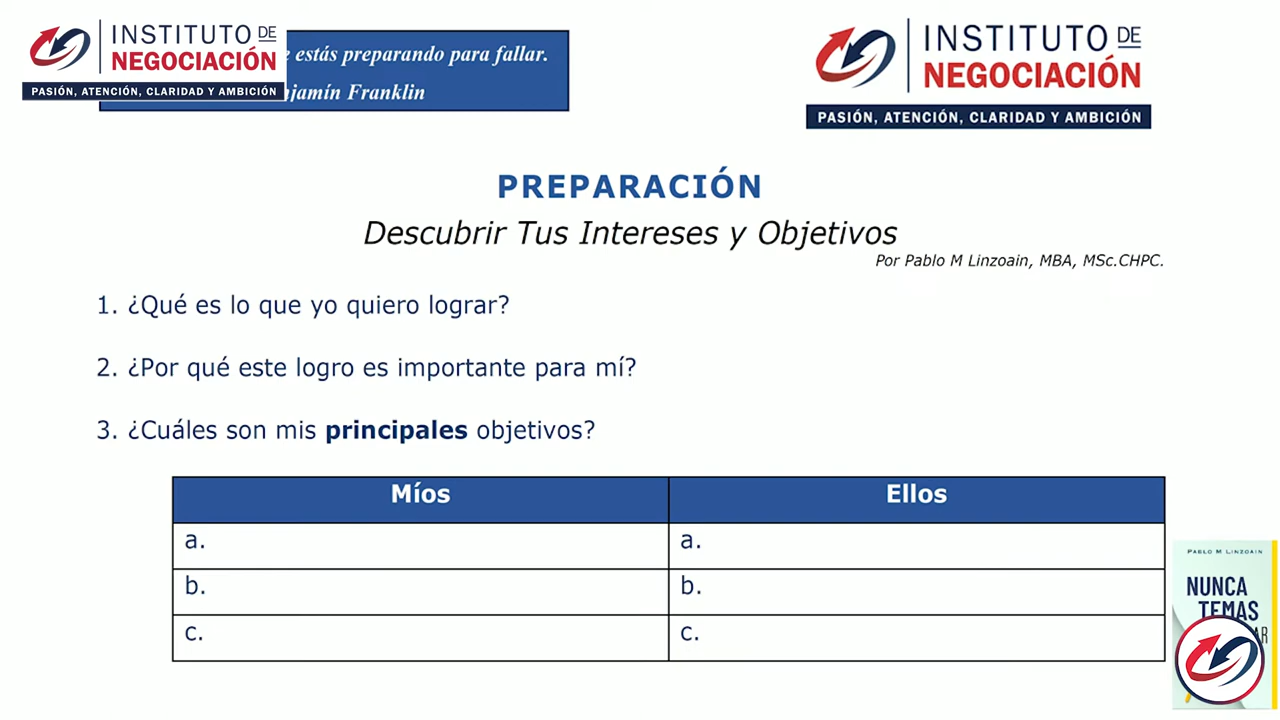 INSTITUTO DE
NEGOCIACIÓN
PASIÓN, ATENCIÓN, CLARIDAD Y AMBICIÓN
estás preparando para fallar.
Franklin
INSTITUTO DE
NEGOCIACIÓN
PASIÓN, ATENCIÓN, CLARIDAD Y AMBICIÓN
PREPARACIÓN
Descubrir Tus Intereses y Objetivos
Por Pablo M Linzoain, MBA, MSc.CHPC.
1. ¿Qué es lo que yo quiero lograr?
2. ¿Por qué este logro es importante para mí?
3. ¿Cuáles son mis principales objetivos?
Míos Ellos
a. a.
b. b.
c. c.
PABLO M LINZOAIN
NUNCA
TEMAS